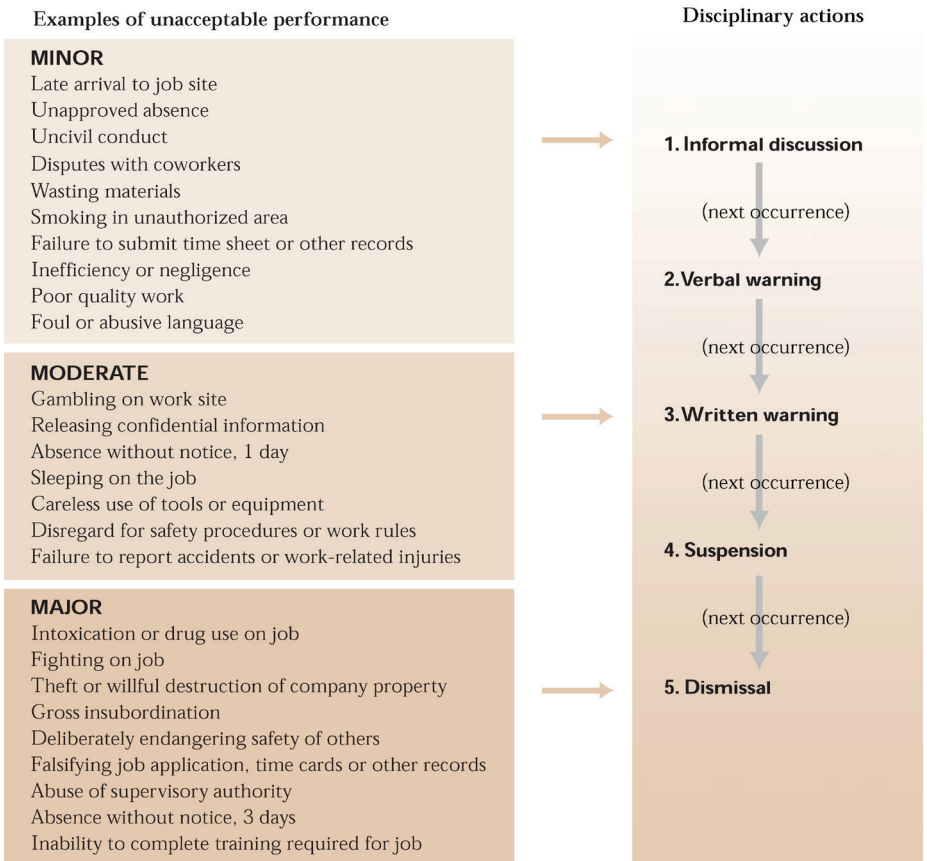 Examples of unacceptable performance
MINOR
Late arrival to job site
Unapproved absence
Uncivil conduct
Disputes with coworkers
Wasting materials
Smoking in unauthorized area
Failure to submit time sheet or other records
Inefficiency or negligence
Poor quality work
Foul or abusive language
MODERATE
Gambling on work site
Releasing confidential information
Absence without notice, 1 day
Sleeping on the job
Careless use of tools or equipment
Disregard for safety procedures or work rules
Failure to report accidents or work-related injuries
MAJOR
Intoxication or drug use on job
Fighting on job
Theft or willful destruction of company property
Gross insubordination
Deliberately endangering safety of others
Falsifying job application, time cards or other records
Abuse of supervisory authority
Absence without notice, 3 days
Inability to complete training required for job
Disciplinary actions
1. Informal discussion
(next occurrence)
2. Verbal warning
(next occurrence)
3. Written warning
(next occurrence)
4. Suspension
(next occurrence)
5. Dismissal